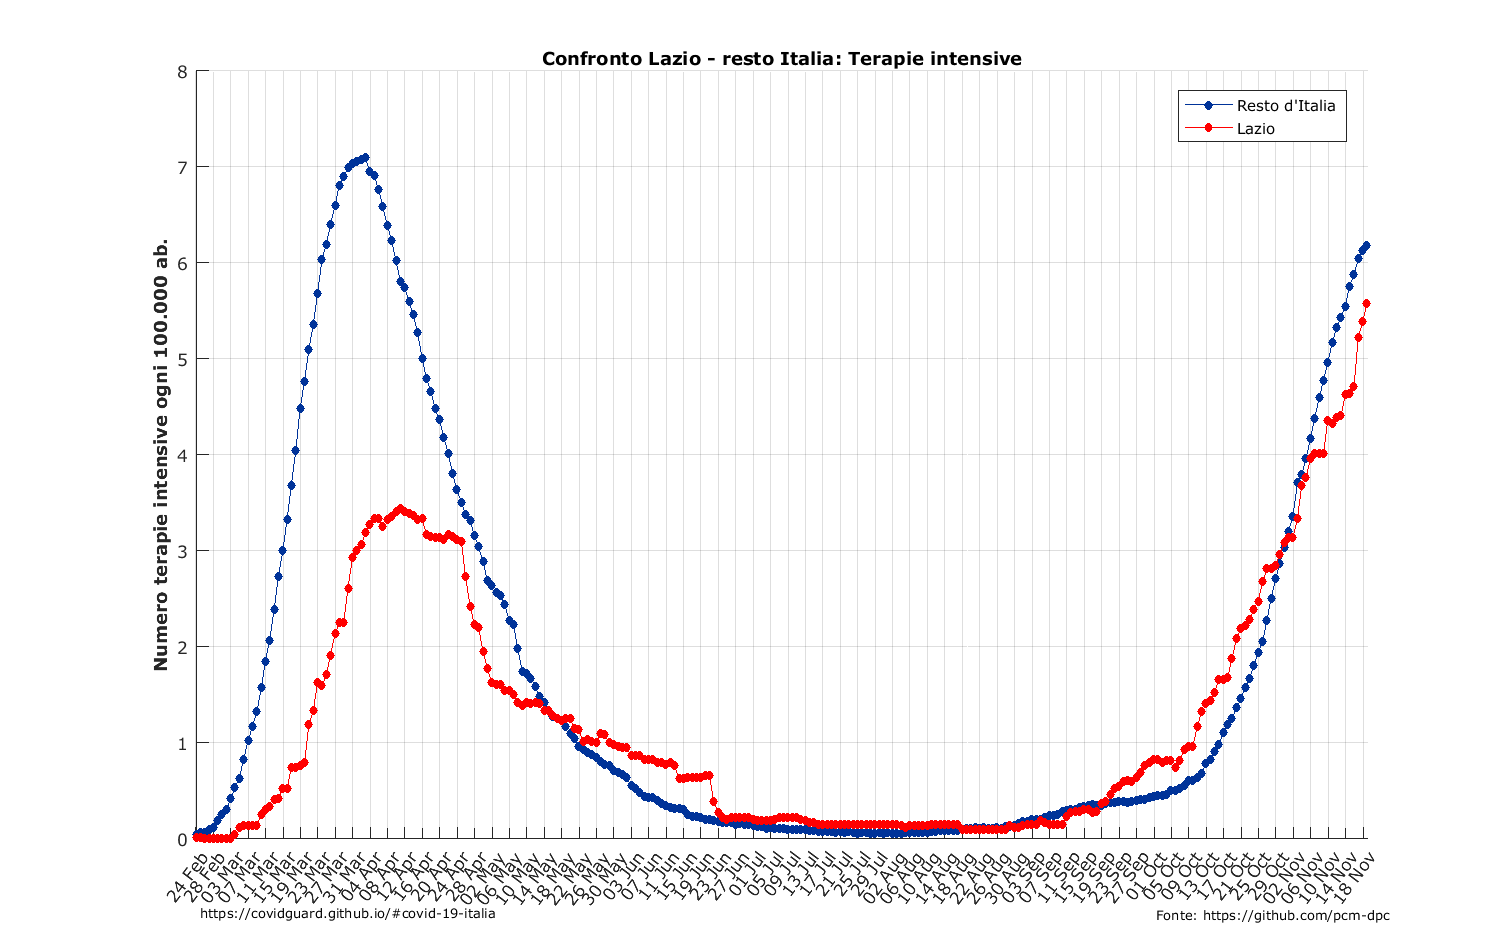 Confronto Lazio - resto Italia: Terapie intensive
Resto d'Italia
Lazio
Numero terapie intensive ogni 100.000 ab.
8
7
6
5
4
3
2
1
0
24 Feb
28 Feb
03 Mar
07 Mar
11 Mar
15 Mar
19 Mar
23 Mar
27 Mar
31 Mar
04 Apr
08 Apr
12 Apr
16 Apr
20 Apr
24 Apr
28 Apr
02 May
06 May
10 May
14 May
18 May
22 May
26 May
30 May
03 Jun
07 Jun
11 Jun
15 Jun
19 Jun
23 Jun
27 Jun
01 Jul
05 Jul
09 Jul
13 Jul
17 Jul
21 Jul
25 Jul
29 Jul
02 Aug
06 Aug
10 Aug
14 Aug
18 Aug
22 Aug
26 Aug
30 Aug
03 Sep
07 Sep
11 Sep
15 Sep
19 Sep
23 Sep
27 Sep
01 Oct
05 Oct
09 Oct
13 Oct
17 Oct
21 Oct
25 Oct
29 Oct
02 Nov
06 Nov
10 Nov
14 Nov
18 Nov
https://covidguard.github.io/#covid-19-italia
Fonte: https://github.com/pcm-dpc